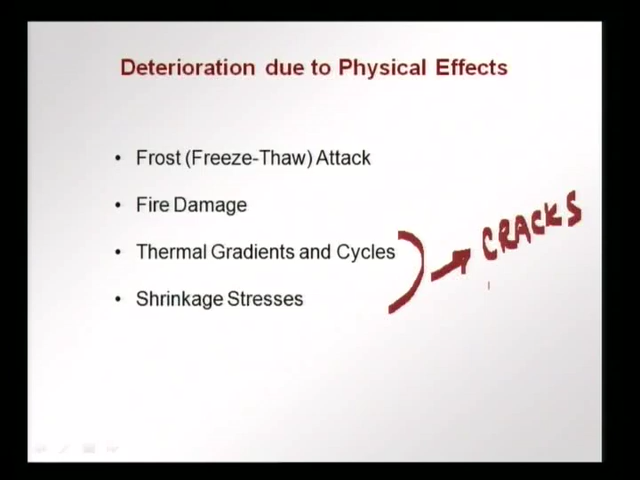 Deterioration due to Physical Effects
• Frost (Freeze-Thaw) Attack
• Fire Damage
• Thermal Gradients and Cycles
• Shrinkage Stresses
CRACKS